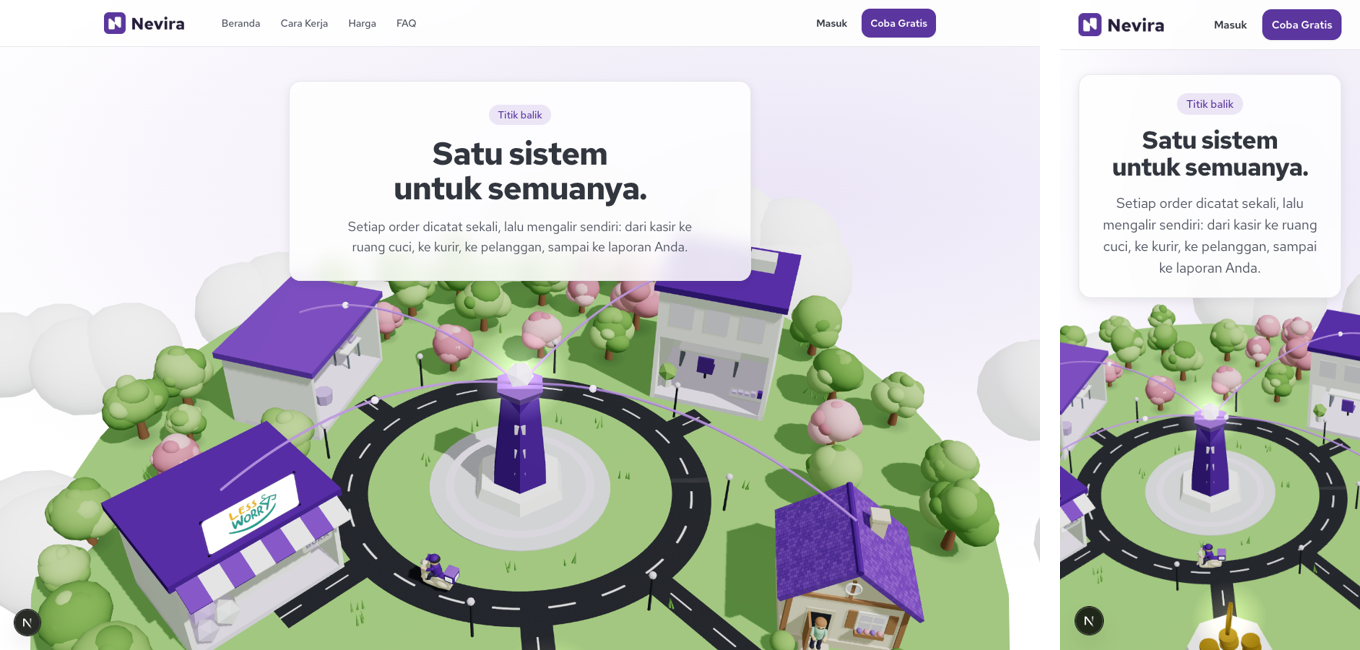 Nevira
Beranda Cara Kerja Harga FAQ
Masuk
Coba Gratis
Titik balik
Satu sistem
untuk semuanya.
Setiap order dicatat sekali, lalu mengalir sendiri: dari kasir ke
ruang cuci, ke kurir, ke pelanggan, sampai ke laporan Anda.
LESS
WORRY
N
Nevira
Masuk
Coba Gratis
Titik balik
Satu sistem
untuk semuanya.
Setiap order dicatat sekali, lalu
mengalir sendiri: dari kasir ke ruang
cuci, ke kurir, ke pelanggan, sampai
ke laporan Anda.
N